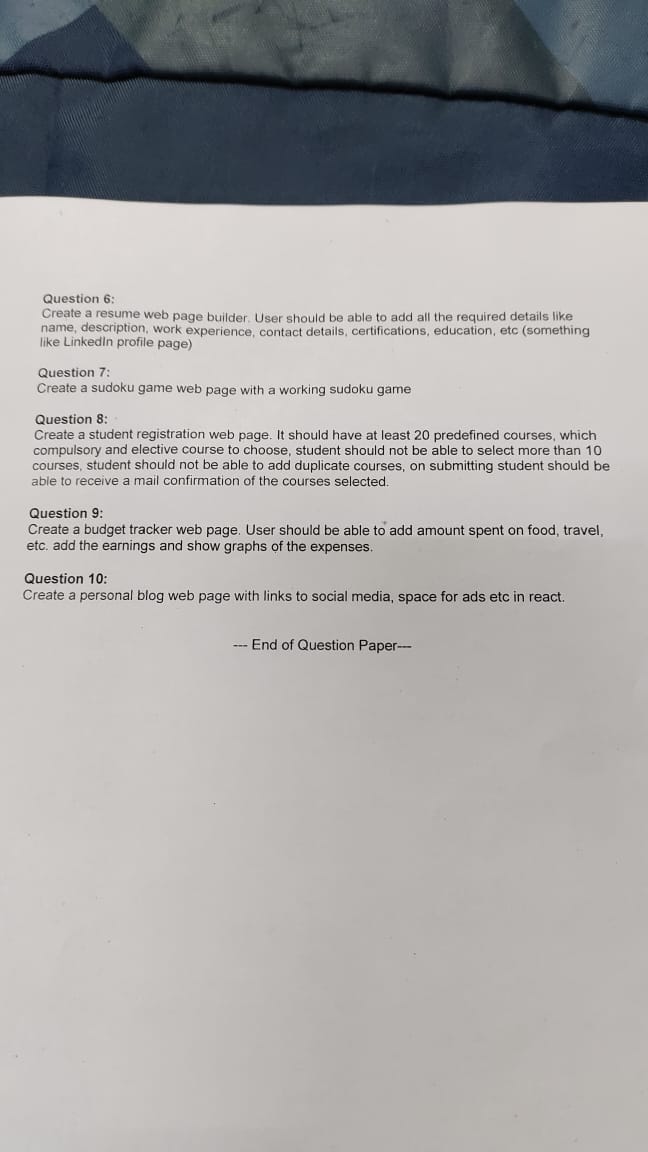 Question 6:
Create a resume web page builder. User should be able to add all the required details like
name, description, work experience, contact details, certifications, education, etc (something
like LinkedIn profile page)
Question 7:
Create a sudoku game web page with a working sudoku game
Question 8:
Create a student registration web page. It should have at least 20 predefined courses, which
compulsory and elective course to choose, student should not be able to select more than 10
courses, student should not be able to add duplicate courses, on submitting student should be
able to receive a mail confirmation of the courses selected.
Question 9:
Create a budget tracker web page. User should be able to add amount spent on food, travel,
etc. add the earnings and show graphs of the expenses.
Question 10:
Create a personal blog web page with links to social media, space for ads etc in react.
--- End of Question Paper---